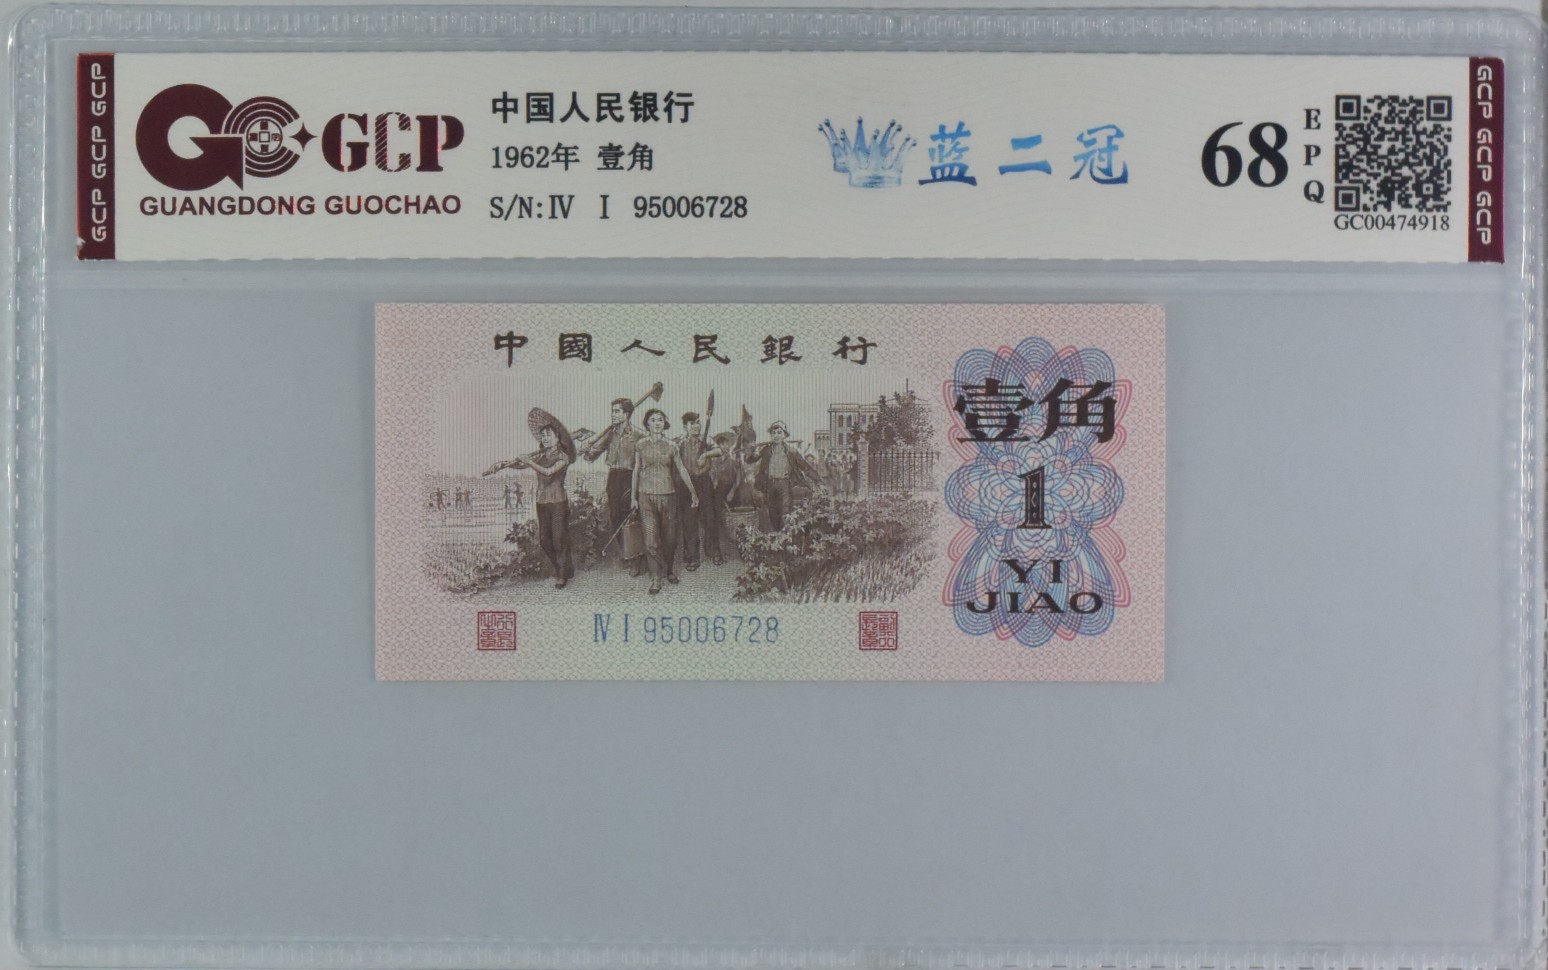 GCP GCP GCP
GCP
GUANGDONG GUOCHAO
中国人民银行
1962年 壹角
S/N:Ⅳ Ⅰ 95006728
蓝二冠
68
EPQ
GC00474918
GCP GCP GCP
中國人民銀行
壹角
1
YI
JIAO
Ⅳ Ⅰ 95006728